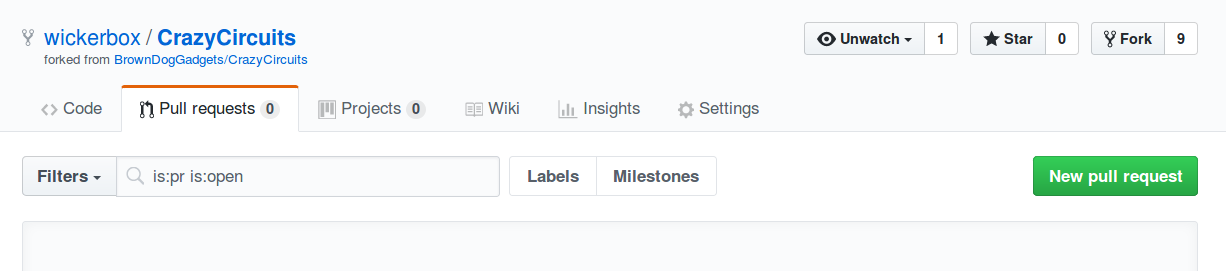 wickerbox / CrazyCircuits
Unwatch 1 Star 0 Fork 9
forked from BrownDogGadgets/CrazyCircuits
Code Pull requests 0 Projects 0 Wiki Insights Settings
Filters is:pr is:open Labels Milestones New pull request